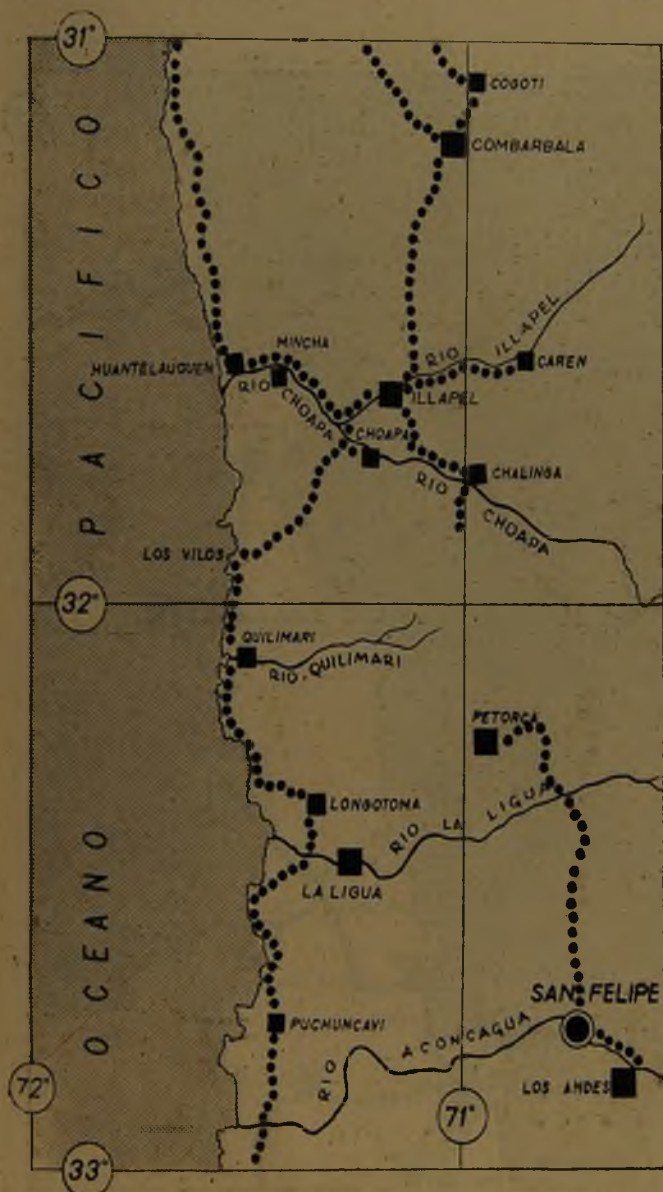 31°
COGOTI
COMBARBALA
RIO ILLAPEL
MINCHA
HUANTELAUQUEN
CAREN
RIO CHOAPA
ILLAPEL
CHOAPA
CHALINGA
RIO CHOAPA
LOS VILOS
32°
QUILIMARI
RIO-QUILIMARI
PETORCA
LONGOTOMA
RIO LA LIGUA
LA LIGUA
OCEANO PACIFICO
SAN FELIPE
PUCHUNCAVI
RIO ACONCAGUA
LOS ANDES
72°
71°
33°